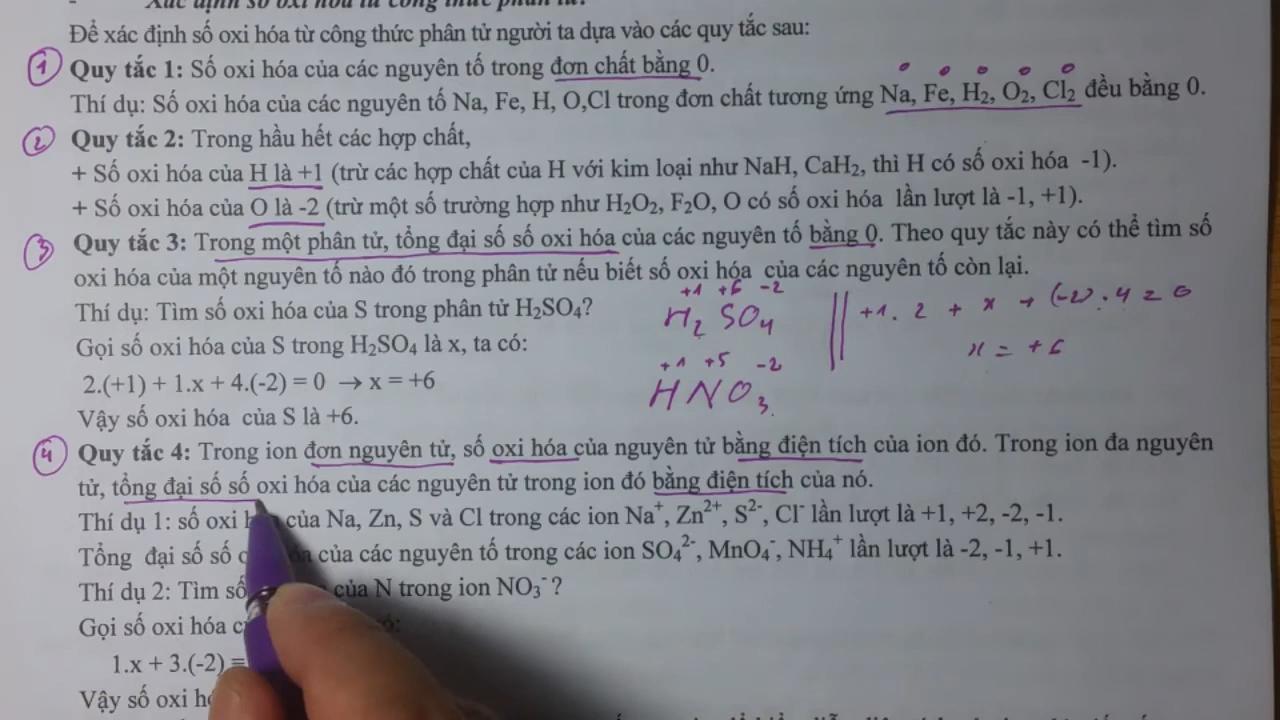 Xác định số oxi hóa từ công thức phân tử:
Để xác định số oxi hóa từ công thức phân tử người ta dựa vào các quy tắc sau:
1 Quy tắc 1: Số oxi hóa của các nguyên tố trong đơn chất bằng 0.
o o o o o
Thí dụ: Số oxi hóa của các nguyên tố Na, Fe, H, O,Cl trong đơn chất tương ứng Na, Fe, H₂, O₂, Cl₂ đều bằng 0.
2 Quy tắc 2: Trong hầu hết các hợp chất,
+ Số oxi hóa của H là +1 (trừ các hợp chất của H với kim loại như NaH, CaH₂, thì H có số oxi hóa -1).
+ Số oxi hóa của O là -2 (trừ một số trường hợp như H₂O₂, F₂O, O có số oxi hóa lần lượt là -1, +1).
3 Quy tắc 3: Trong một phân tử, tổng đại số số oxi hóa của các nguyên tố bằng 0. Theo quy tắc này có thể tìm số
oxi hóa của một nguyên tố nào đó trong phân tử nếu biết số oxi hóa của các nguyên tố còn lại.
+1 +6 -2
Thí dụ: Tìm số oxi hóa của S trong phân tử H₂SO₄? H₂SO₄ +1.2 + x + (-2).4 = 0
Gọi số oxi hóa của S trong H₂SO₄ là x, ta có: x = +6
+1 +5 -2
2.(+1) + 1.x + 4.(-2) = 0 → x = +6 HNO₃
Vậy số oxi hóa của S là +6.
4 Quy tắc 4: Trong ion đơn nguyên tử, số oxi hóa của nguyên tử bằng điện tích của ion đó. Trong ion đa nguyên
tử, tổng đại số số oxi hóa của các nguyên tử trong ion đó bằng điện tích của nó.
Thí dụ 1: số oxi của Na, Zn, S và Cl trong các ion Na⁺, Zn²⁺, S²⁻, Cl⁻ lần lượt là +1, +2, -2, -1.
Tổng đại số số của các nguyên tố trong các ion SO₄²⁻, MnO₄⁻, NH₄⁺ lần lượt là -2, -1, +1.
Thí dụ 2: Tìm số của N trong ion NO₃⁻?
Gọi số oxi hóa
1.x + 3.(-2) =
Vậy số oxi